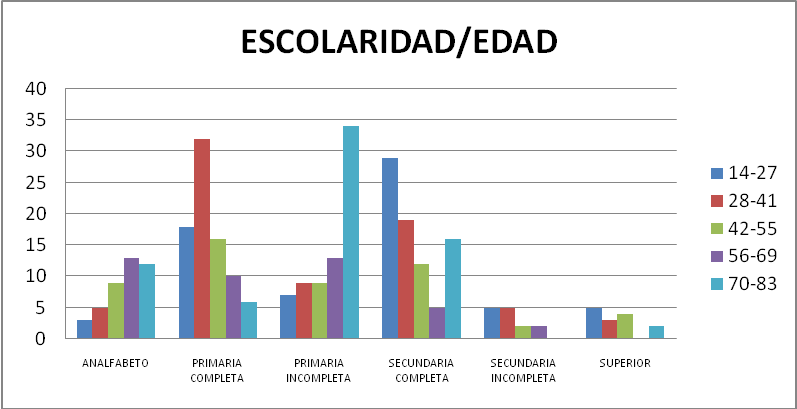 ESCOLARIDAD/EDAD
40
35
30
25
20
15
10
5
0
ANALFABETO
PRIMARIA
COMPLETA
PRIMARIA
INCOMPLETA
SECUNDARIA
COMPLETA
SECUNDARIA
INCOMPLETA
SUPERIOR
14-27
28-41
42-55
56-69
70-83